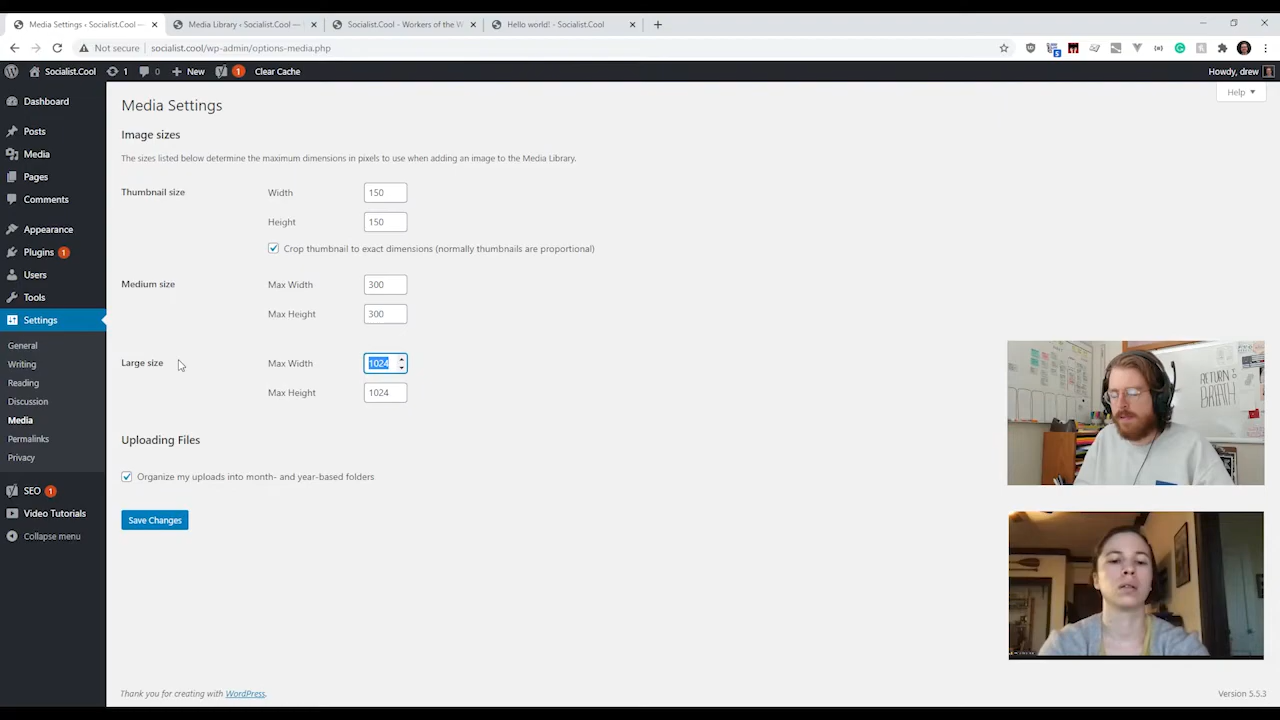 Media Settings ‹ Socialist.Cool —
Media Library ‹ Socialist.Cool —
Socialist.Cool - Workers of the W
Hello world! - Socialist.Cool
Not secure
socialist.cool/wp-admin/options-media.php
Socialist.Cool
1
0
New
1
Clear Cache
Howdy, drew
Dashboard
Posts
Media
Pages
Comments
Appearance
Plugins 1
Users
Tools
Settings
General
Writing
Reading
Discussion
Media
Permalinks
Privacy
SEO 1
Video Tutorials
Collapse menu
Help
Media Settings
Image sizes
The sizes listed below determine the maximum dimensions in pixels to use when adding an image to the Media Library.
Thumbnail size
Width 150
Height 150
Crop thumbnail to exact dimensions (normally thumbnails are proportional)
Medium size
Max Width 300
Max Height 300
Large size
Max Width 1024
Max Height 1024
Uploading Files
Organize my uploads into month- and year-based folders
Save Changes
RETURN TO
BIRTH
Thank you for creating with WordPress.
Version 5.5.3